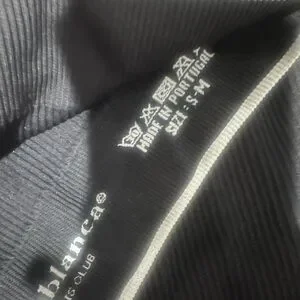 MADE IN PORTUGAL
SIZE: S-M
blanca®
CLUB